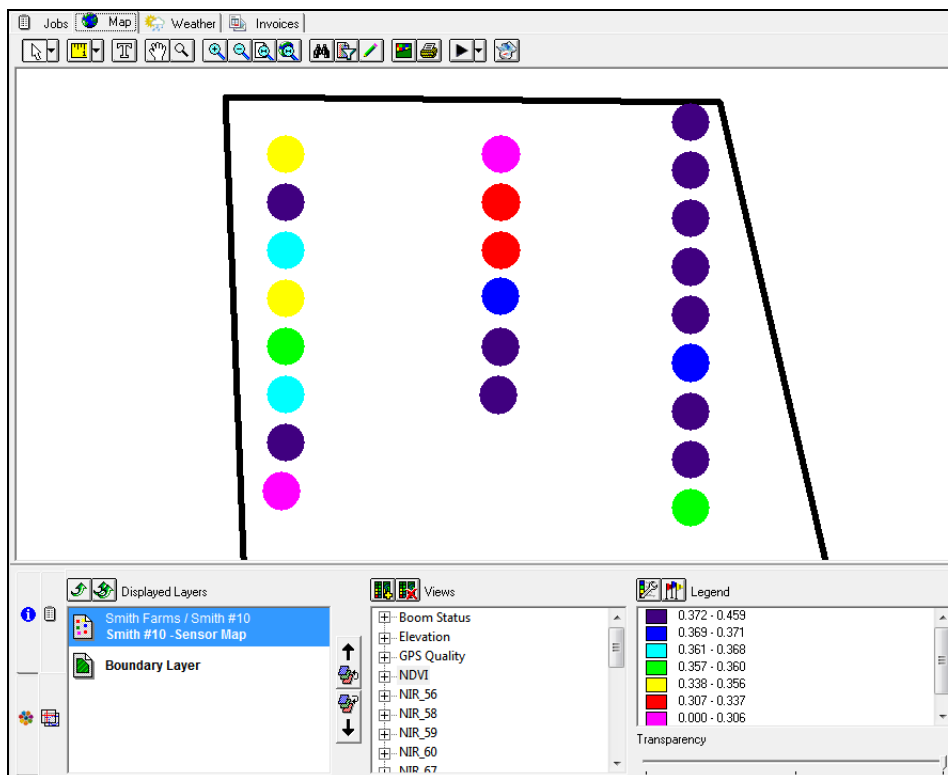 Jobs Map Weather Invoices
T
Displayed Layers
Smith Farms / Smith #10
Smith #10 -Sensor Map
Boundary Layer
Views
Boom Status
Elevation
GPS Quality
NDVI
NIR_56
NIR_58
NIR_59
NIR_60
NIR_67
Legend
0.372 - 0.459
0.369 - 0.371
0.361 - 0.368
0.357 - 0.360
0.338 - 0.356
0.307 - 0.337
0.000 - 0.306
Transparency